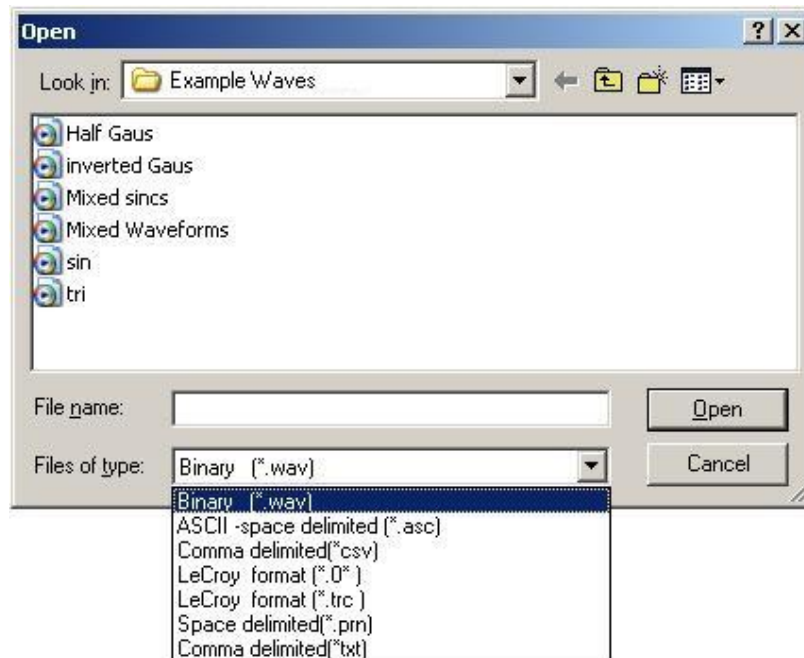 Open
Look in: Example Waves
Half Gaus
inverted Gaus
Mixed sincs
Mixed Waveforms
sin
tri
File name:
Open
Files of type: Binary (*.wav)
Cancel
Binary (*.wav)
ASCII -space delimited (*.asc)
Comma delimited(*csv)
LeCroy format (*.0* )
LeCroy format (*.trc )
Space delimited(*.prn)
Comma delimited(*txt)